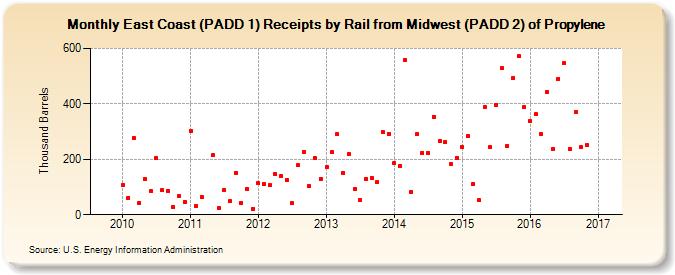 Monthly East Coast (PADD 1) Receipts by Rail from Midwest (PADD 2) of Propylene
Thousand Barrels
600
400
200
0
2010 2011 2012 2013 2014 2015 2016 2017
Source: U.S. Energy Information Administration